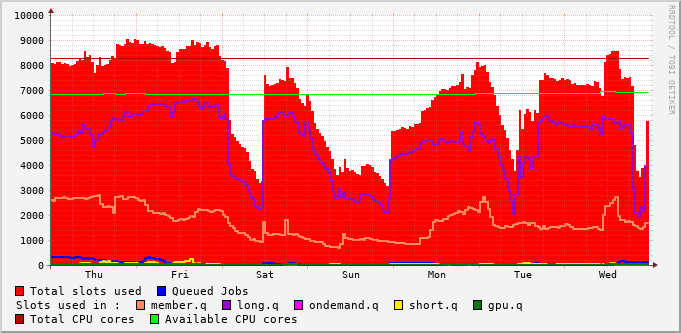 10000
9000
8000
7000
6000
5000
4000
3000
2000
1000
0
Thu Fri Sat Sun Mon Tue Wed
RRDTOOL / TOBI OETIKER
Total slots used Queued Jobs
Slots used in : member.q long.q ondemand.q short.q gpu.q
Total CPU cores Available CPU cores